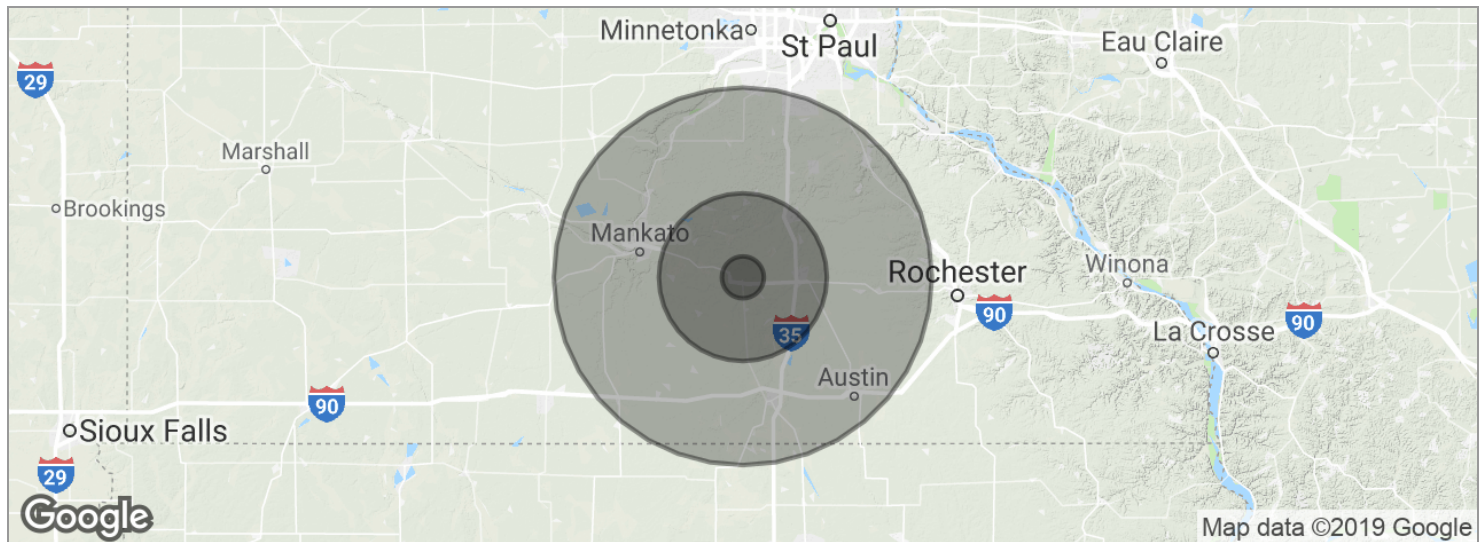 Minnetonka
St Paul
Eau Claire
29
Marshall
Brookings
Mankato
Rochester
Winona
90
90
35
La Crosse
Austin
90
Sioux Falls
29
Google
Map data ©2019 Google